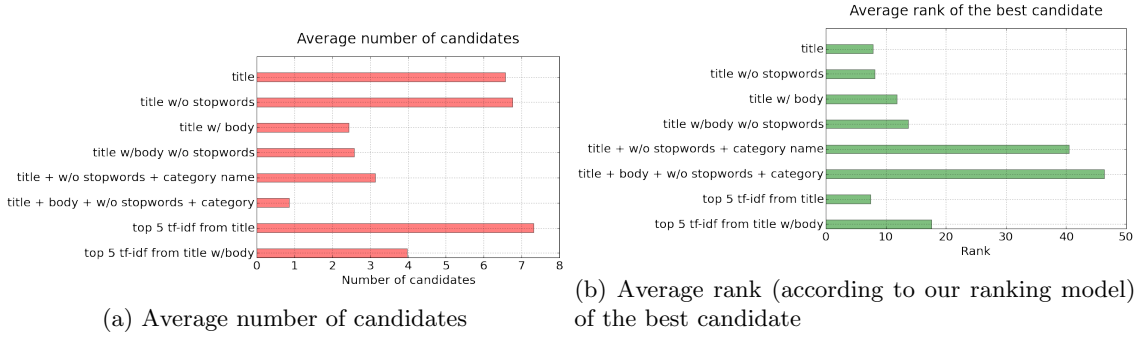 Average number of candidates
title
title w/o stopwords
title w/ body
title w/body w/o stopwords
title + w/o stopwords + category name
title + body + w/o stopwords + category
top 5 tf-idf from title
top 5 tf-idf from title w/body
0 1 2 3 4 5 6 7 8
Number of candidates
(a) Average number of candidates
Average rank of the best candidate
title
title w/o stopwords
title w/ body
title w/body w/o stopwords
title + w/o stopwords + category name
title + body + w/o stopwords + category
top 5 tf-idf from title
top 5 tf-idf from title w/body
0 10 20 30 40 50
Rank
(b) Average rank (according to our ranking model)
of the best candidate